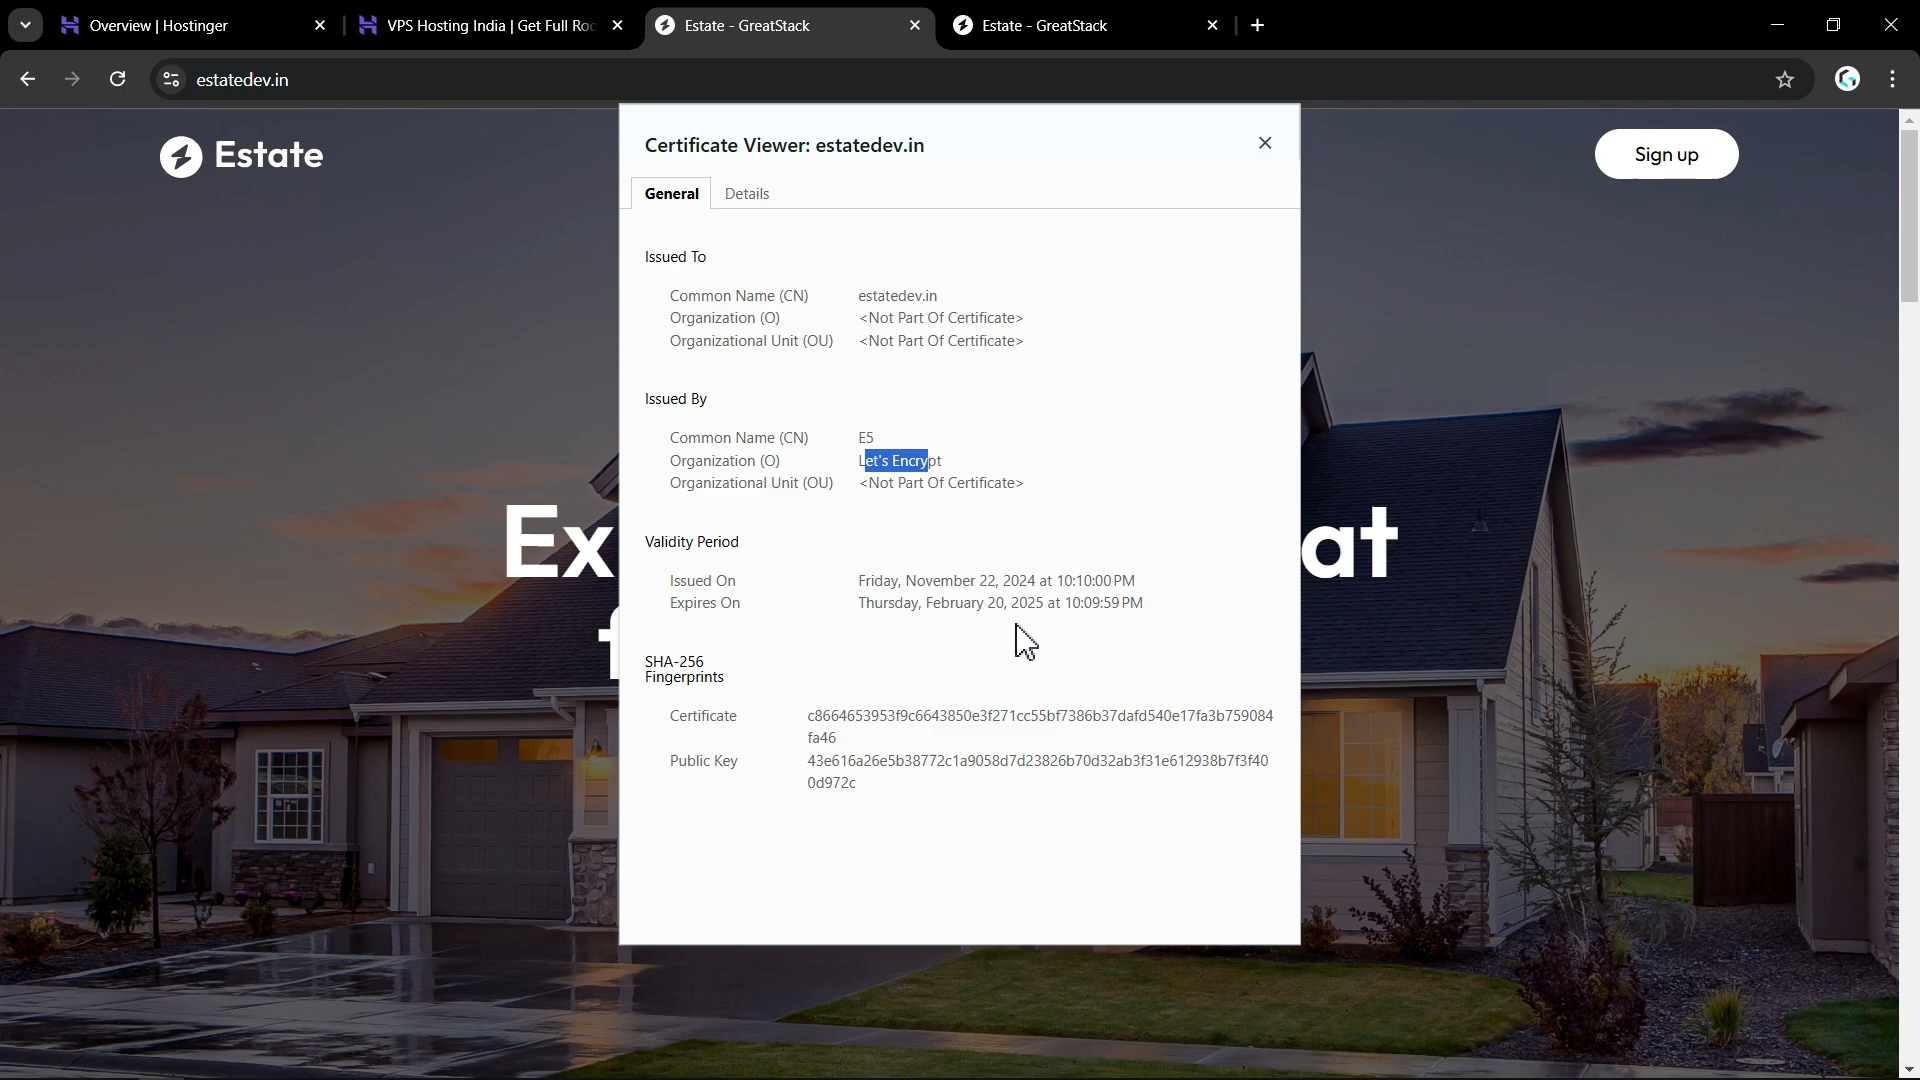 Overview | Hostinger
VPS Hosting India | Get Full Roo
Estate - GreatStack
Estate - GreatStack
estatedev.in
Estate
Sign up
Certificate Viewer: estatedev.in
General Details
Issued To
Common Name (CN) estatedev.in
Organization (O) <Not Part Of Certificate>
Organizational Unit (OU) <Not Part Of Certificate>
Issued By
Common Name (CN) E5
Organization (O) Let's Encrypt
Organizational Unit (OU) <Not Part Of Certificate>
Ex at
f
Validity Period
Issued On Friday, November 22, 2024 at 10:10:00 PM
Expires On Thursday, February 20, 2025 at 10:09:59 PM
SHA-256
Fingerprints
Certificate c8664653953f9c6643850e3f271cc55bf7386b37dafd540e17fa3b759084
fa46
Public Key 43e616a26e5b38772c1a9058d7d23826b70d32ab3f31e612938b7f3f40
0d972c